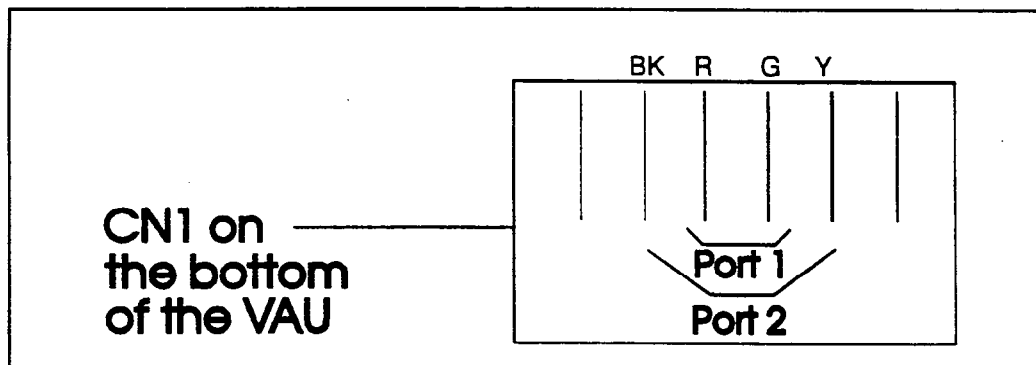 BK R G Y
CN1 on
the bottom
of the VAU
Port 1
Port 2